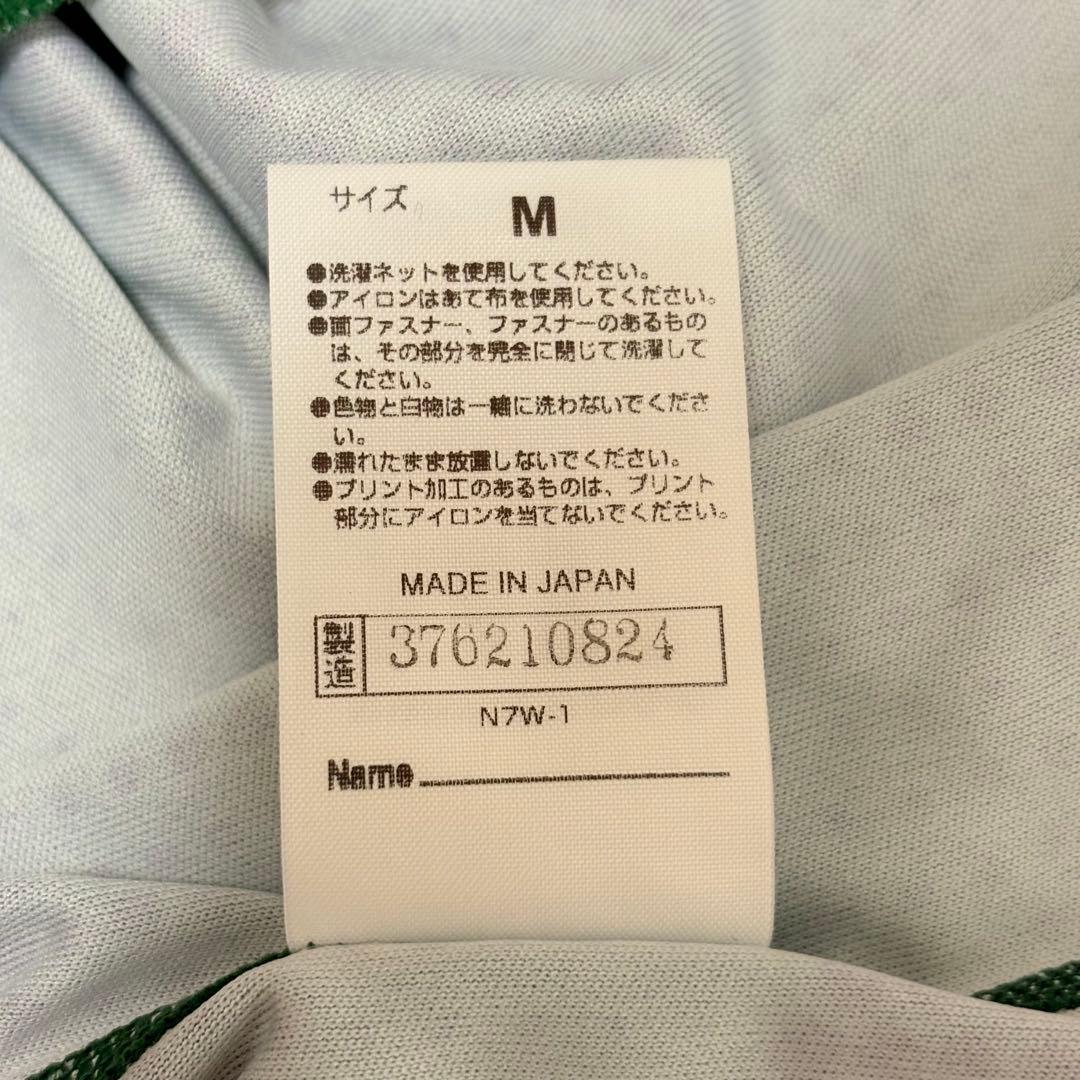 サイズ M
●洗濯ネットを使用してください。
●アイロンはあて布を使用してください。
●面ファスナー、ファスナーのあるもの
は、その部分を完全に閉じて洗濯して
ください。
●色物と白物は一緒に洗わないでくださ
い。
●濡れたまま放置しないでください。
●プリント加工のあるものは、プリント
部分にアイロンを当てないでください。
MADE IN JAPAN
製造 376210824
N7W-1
Name